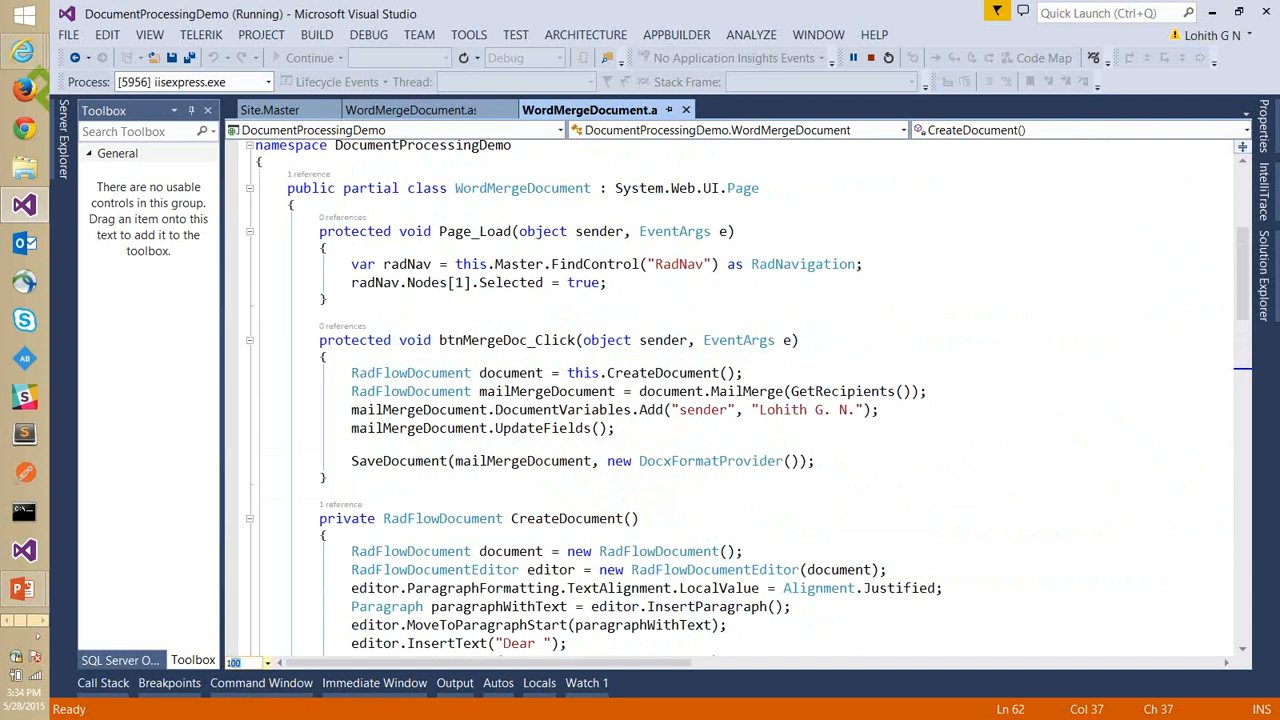 DocumentProcessingDemo (Running) - Microsoft Visual Studio
Quick Launch (Ctrl+Q)
FILE EDIT VIEW TELERIK PROJECT BUILD DEBUG TEAM TOOLS TEST ARCHITECTURE APPBUILDER ANALYZE WINDOW HELP
Lohith G N
Continue Debug No Application Insights Events Code Map
Process: [5956] iisexpress.exe Lifecycle Events Thread: Stack Frame:
Server Explorer
Toolbox
Search Toolbox
General
There are no usable
controls in this group.
Drag an item onto this
text to add it to the
toolbox.
Site.Master WordMergeDocument.as WordMergeDocument.a
DocumentProcessingDemo DocumentProcessingDemo.WordMergeDocument CreateDocument()
namespace DocumentProcessingDemo
{
1 reference
public partial class WordMergeDocument : System.Web.UI.Page
{
0 references
protected void Page_Load(object sender, EventArgs e)
{
var radNav = this.Master.FindControl("RadNav") as RadNavigation;
radNav.Nodes[1].Selected = true;
}
0 references
protected void btnMergeDoc_Click(object sender, EventArgs e)
{
RadFlowDocument document = this.CreateDocument();
RadFlowDocument mailMergeDocument = document.MailMerge(GetRecipients());
mailMergeDocument.DocumentVariables.Add("sender", "Lohith G. N.");
mailMergeDocument.UpdateFields();
SaveDocument(mailMergeDocument, new DocxFormatProvider());
}
1 reference
private RadFlowDocument CreateDocument()
{
RadFlowDocument document = new RadFlowDocument();
RadFlowDocumentEditor editor = new RadFlowDocumentEditor(document);
editor.ParagraphFormatting.TextAlignment.LocalValue = Alignment.Justified;
Paragraph paragraphWithText = editor.InsertParagraph();
editor.MoveToParagraphStart(paragraphWithText);
editor.InsertText("Dear ");
Properties
IntelliTrace
Solution Explorer
AB
SQL Server O... Toolbox
100
Call Stack Breakpoints Command Window Immediate Window Output Autos Locals Watch 1
3:34 PM
5/28/2015
Ready Ln 62 Col 37 Ch 37 INS